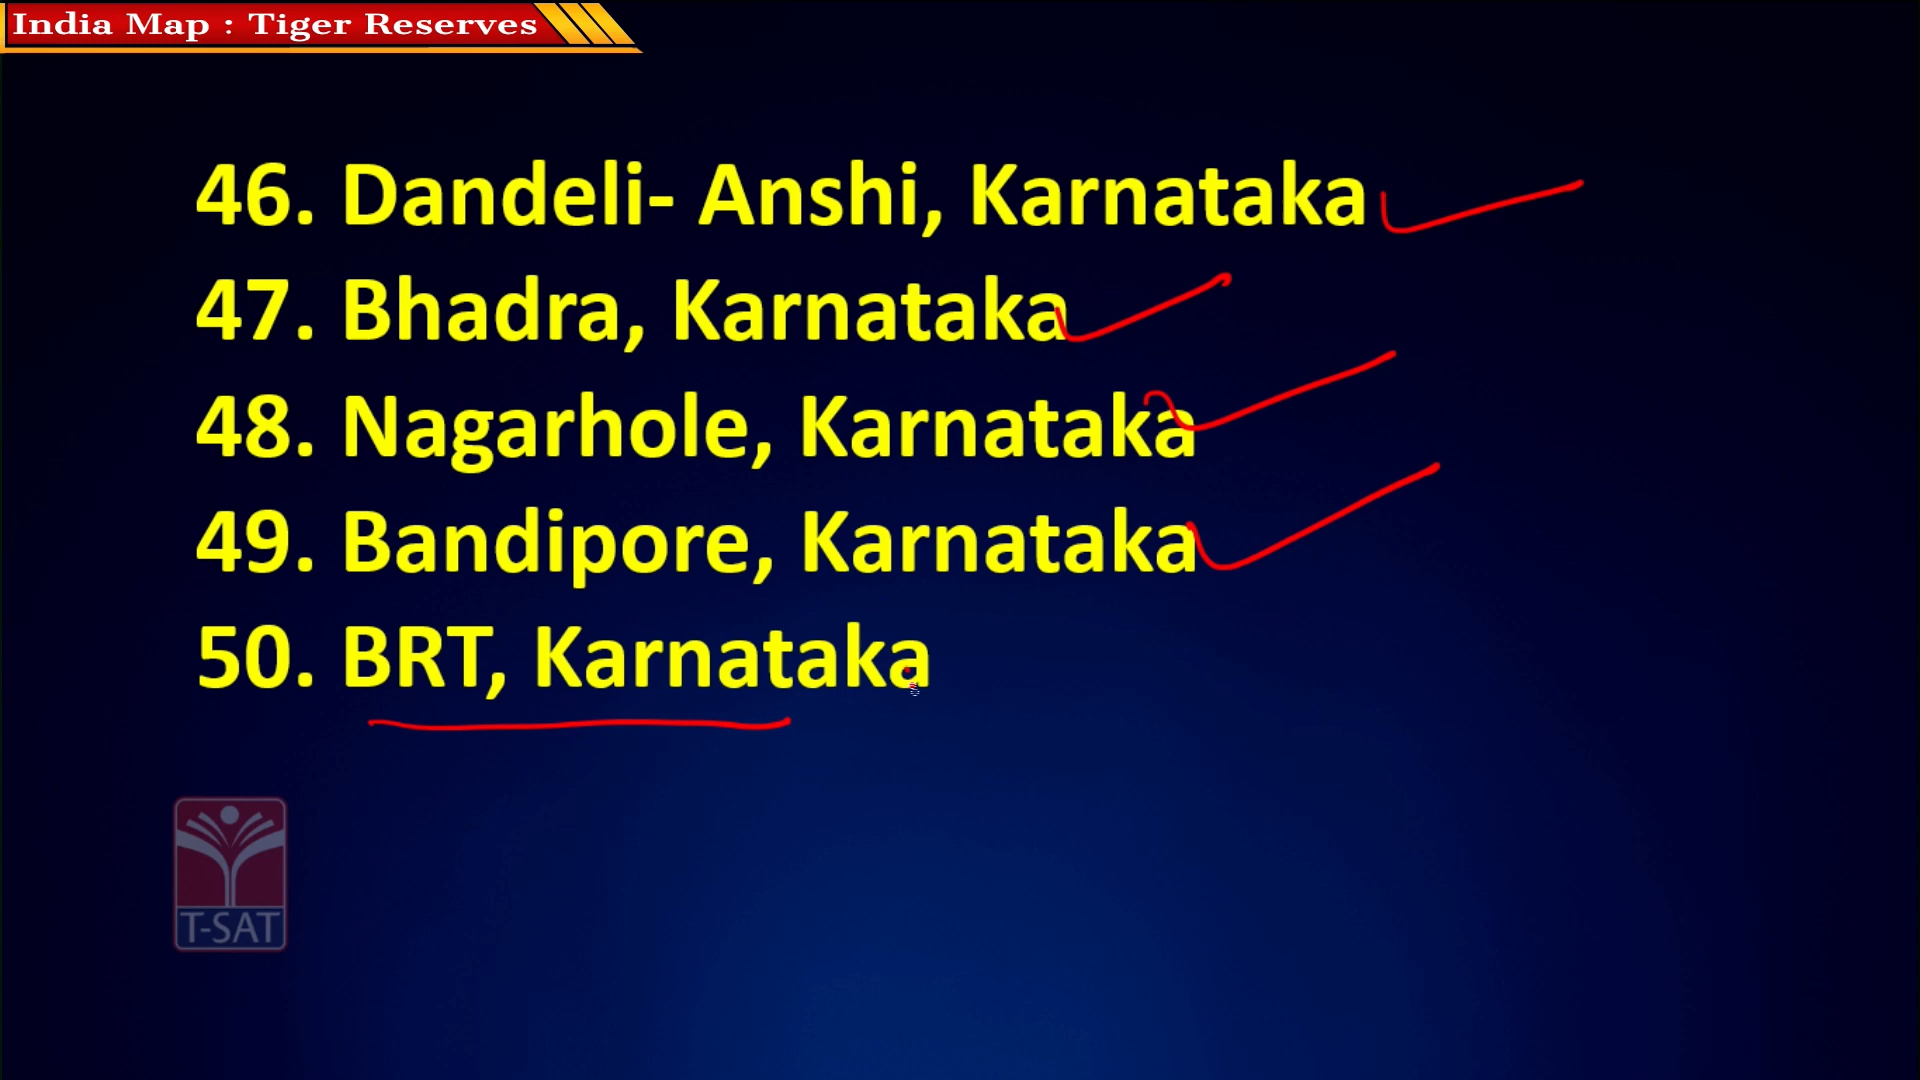 India Map : Tiger Reserves
46. Dandeli- Anshi, Karnataka
47. Bhadra, Karnataka
48. Nagarhole, Karnataka
49. Bandipore, Karnataka
50. BRT, Karnataka
T-SAT